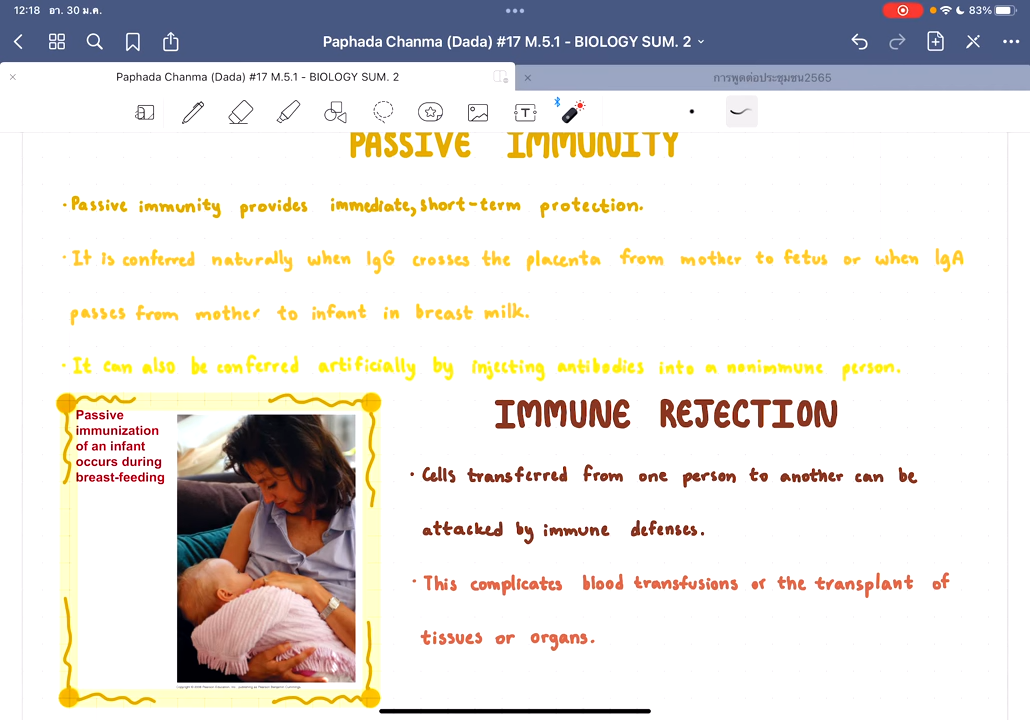 12:18 อา. 30 ม.ค.
83%
Paphada Chanma (Dada) #17 M.5.1 - BIOLOGY SUM. 2
Paphada Chanma (Dada) #17 M.5.1 - BIOLOGY SUM. 2
การพูดต่อประชุมชน2565
PASSIVE IMMUNITY
· Passive immunity provides immediate, short-term protection.
· It is conferred naturally when IgG crosses the placenta from mother to fetus or when IgA
passes from mother to infant in breast milk.
· It can also be conferred artificially by injecting antibodies into a nonimmune person.
Passive
immunization
of an infant
occurs during
breast-feeding
IMMUNE REJECTION
· Cells transferred from one person to another can be
attacked by immune defenses.
· This complicates blood transfusions or the transplant of
tissues or organs.